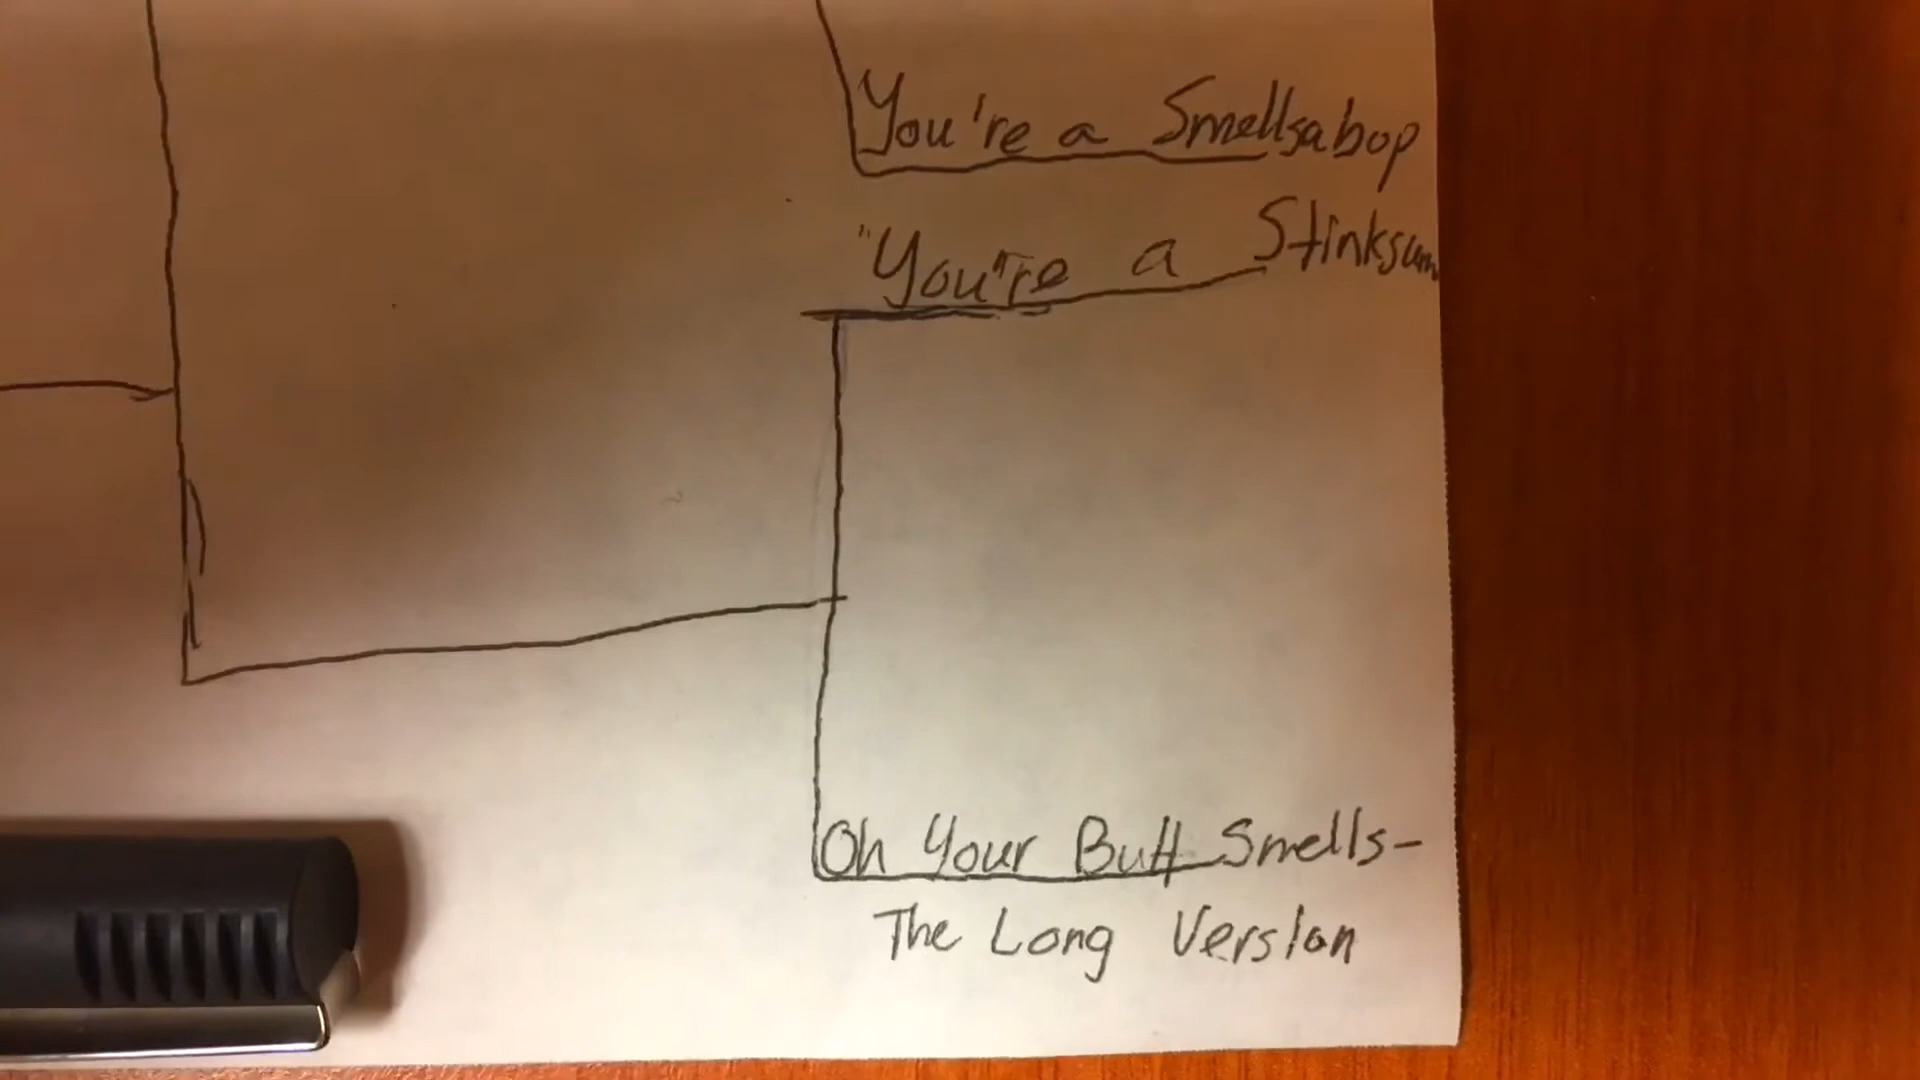 You're a Smellsabop
"You're a Stinksum
Oh Your Butt Smells-
The Long Version